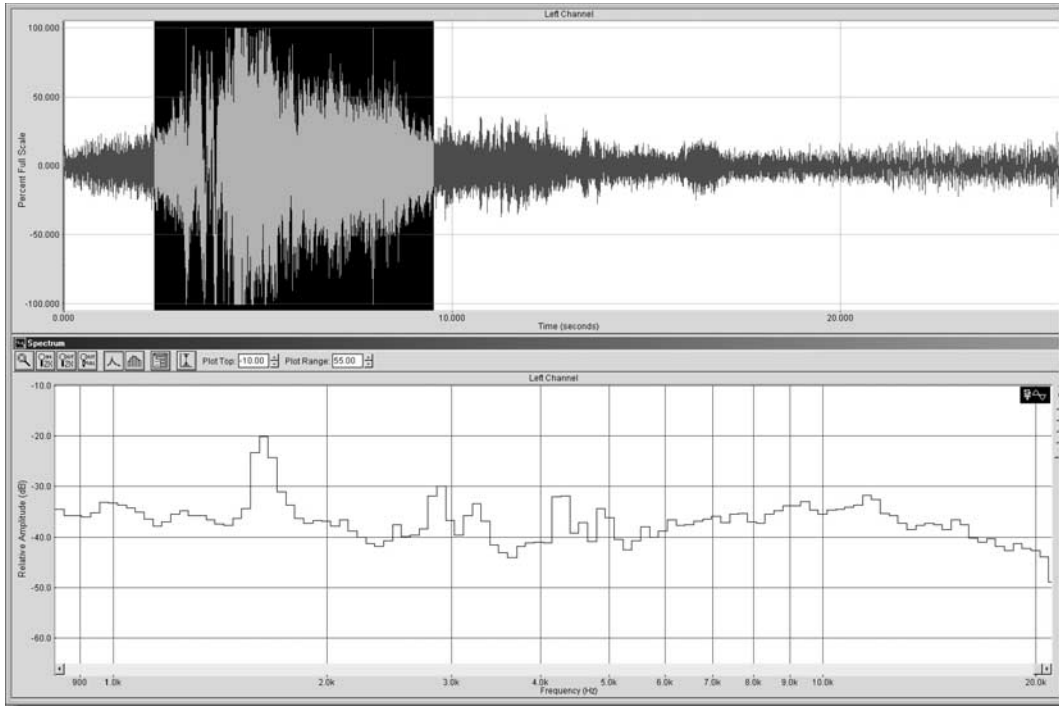 Left Channel
100.000
50.000
0.000
-50.000
-100.000
Percent Full Scale
0.000 10.000 20.000
Time (seconds)
Spectrum
Plot Top: -10.00 Plot Range: 55.00
Left Channel
-10.0
-20.0
-30.0
-40.0
-50.0
-60.0
Relative Amplitude (dB)
900 1.0k 2.0k 3.0k 4.0k 5.0k 6.0k 7.0k 8.0k 9.0k 10.0k 20.0k
Frequency (Hz)